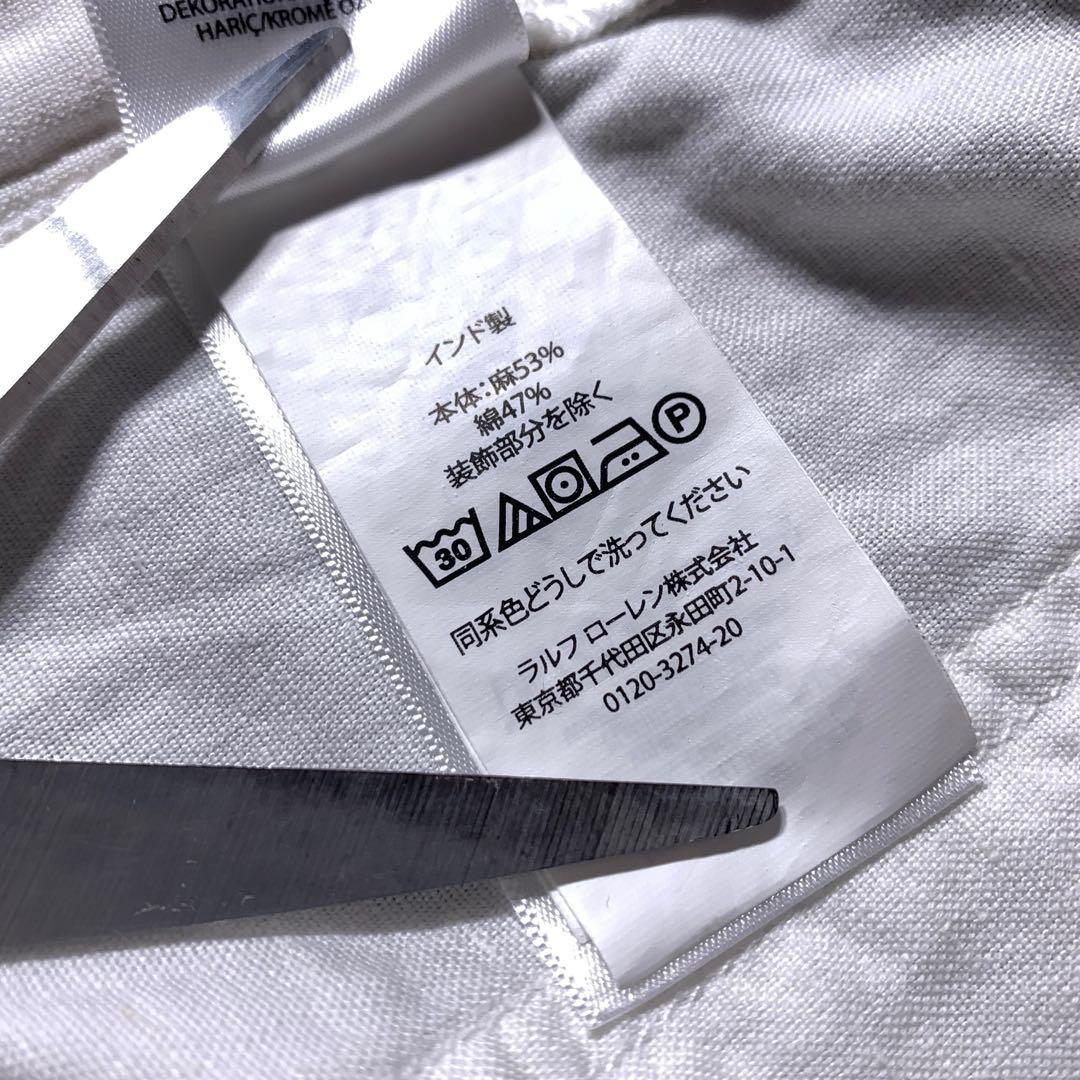 DEKORATI
HARİÇ/KROME
インド製
本体:麻53%
綿47%
装飾部分を除く
30 P
同系色どうしで洗ってください
ラルフ ローレン株式会社
東京都千代田区永田町2-10-1
0120-3274-20